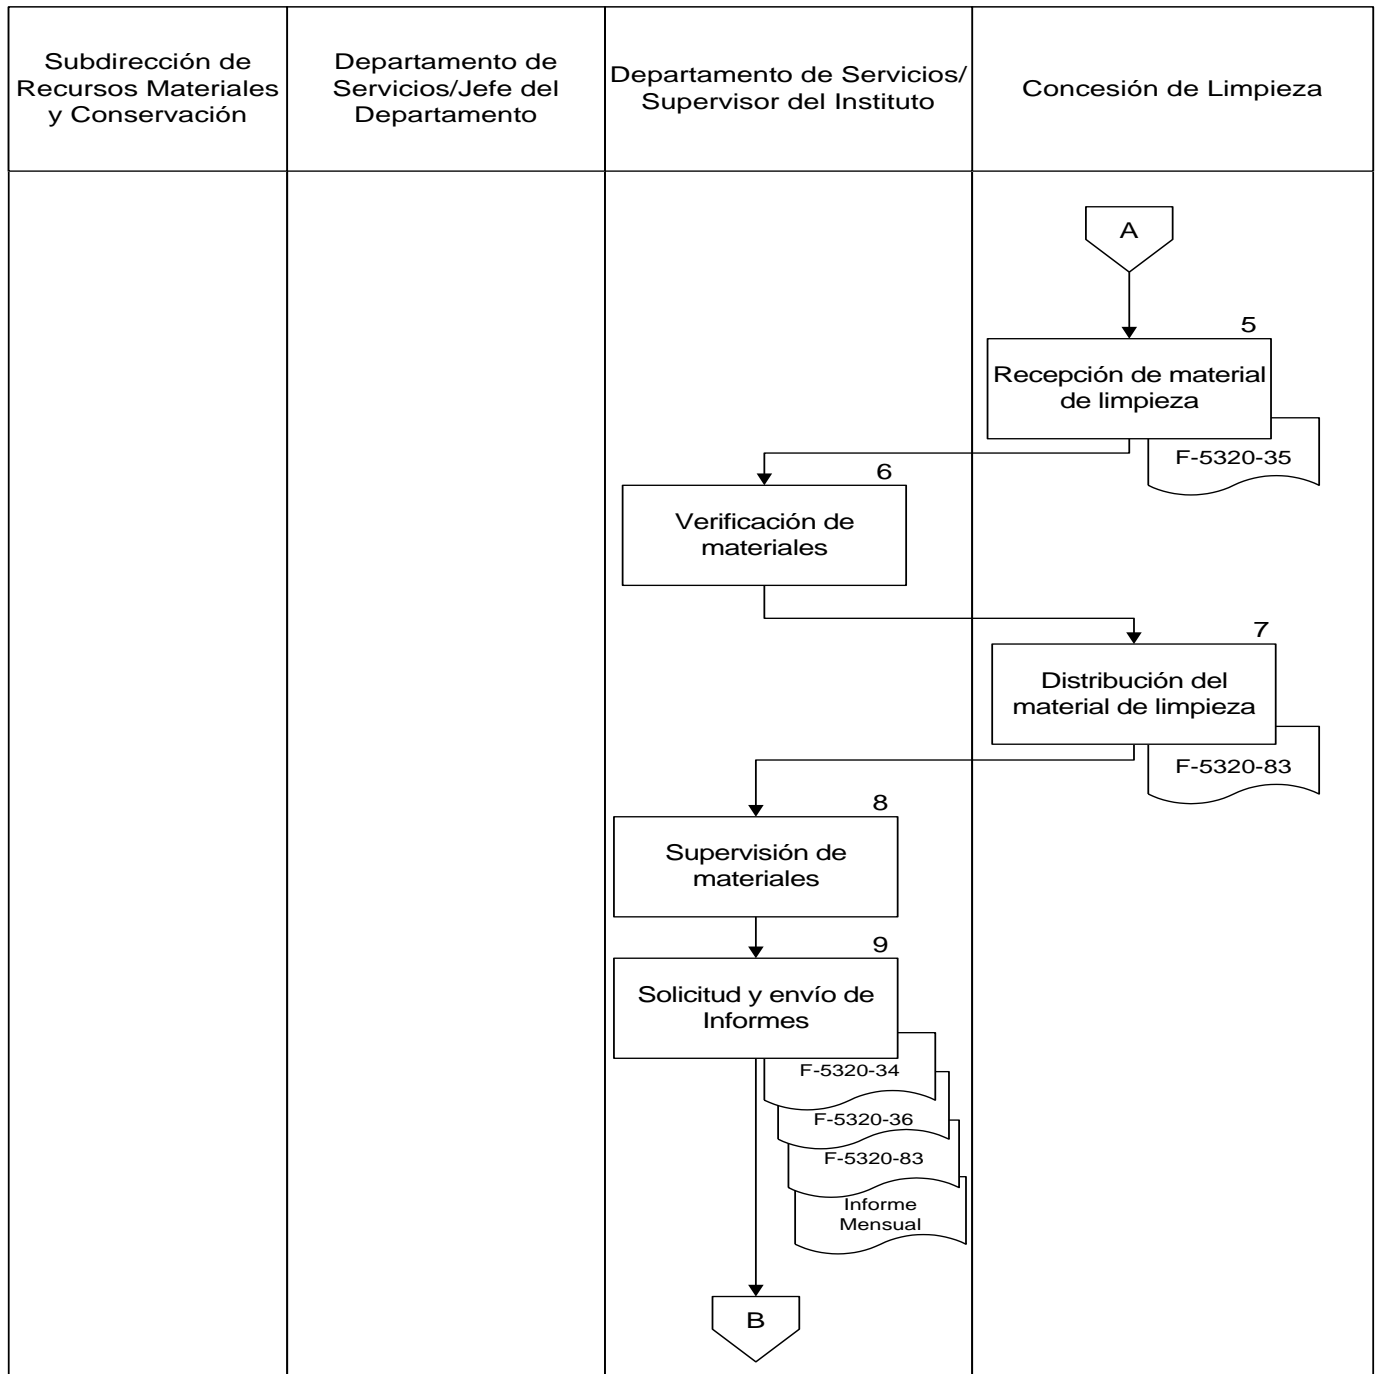 Subdirección de
Recursos Materiales
y Conservación
Departamento de
Servicios/Jefe del
Departamento
Departamento de Servicios/
Supervisor del Instituto
Concesión de Limpieza
A
5
Recepción de material
de limpieza
F-5320-35
6
Verificación de
materiales
7
Distribución del
material de limpieza
F-5320-83
8
Supervisión de
materiales
9
Solicitud y envío de
Informes
F-5320-34
F-5320-36
F-5320-83
Informe
Mensual
B